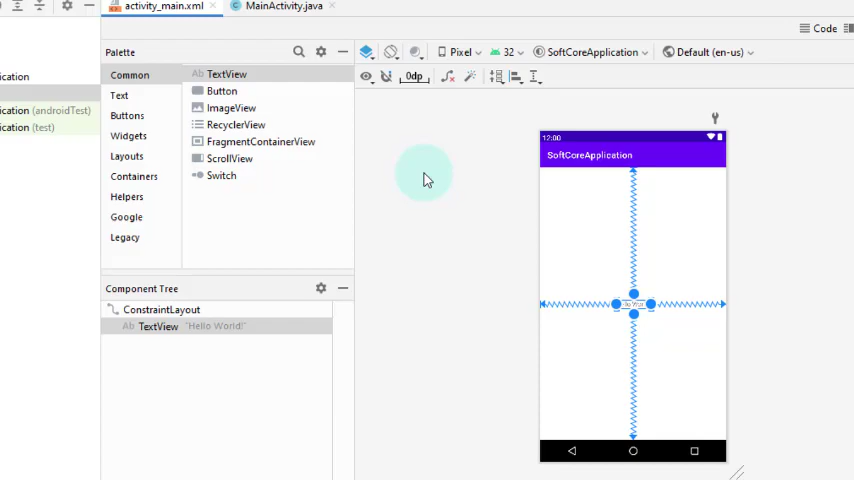 activity_main.xml
MainActivity.java
Code
Palette
Pixel
32
SoftCoreApplication
Default (en-us)
ication
Common
Ab TextView
0dp
Text
Button
ication (androidTest)
Buttons
ImageView
ication (test)
Widgets
RecyclerView
Layouts
FragmentContainerView
Containers
ScrollView
Helpers
Switch
Google
Legacy
12:00
SoftCoreApplication
Component Tree
ConstraintLayout
Ab TextView "Hello World!"